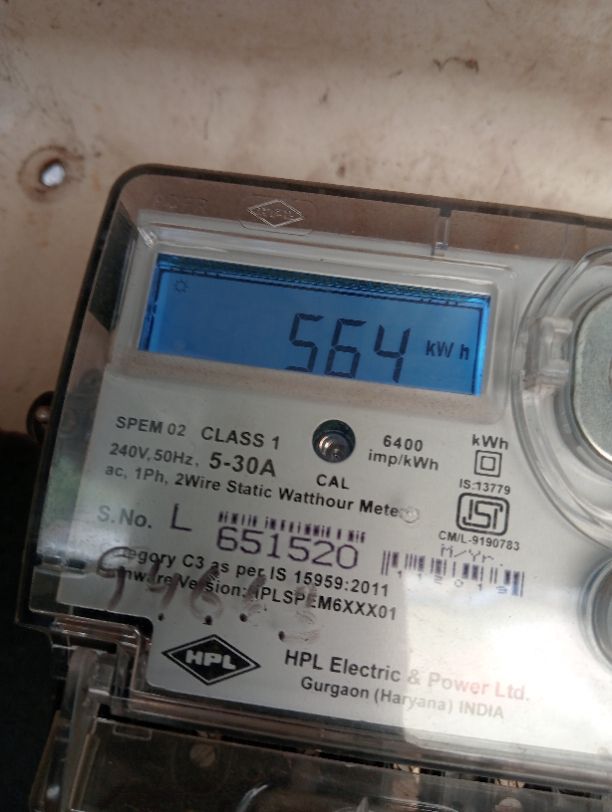 564 kWh
SPEM 02 CLASS 1
240V,50Hz, 5-30A
ac, 1Ph, 2Wire Static Watthour Meter
CAL
6400
imp/kWh
kWh
IS:13779
ISI
CM/L-9190783
M/Yr.
S.No. L 651520
C3 as per IS 15959:2011
Version: HPLSPEM6XXX01
HPL
HPL Electric & Power Ltd.
Gurgaon (Haryana) INDIA